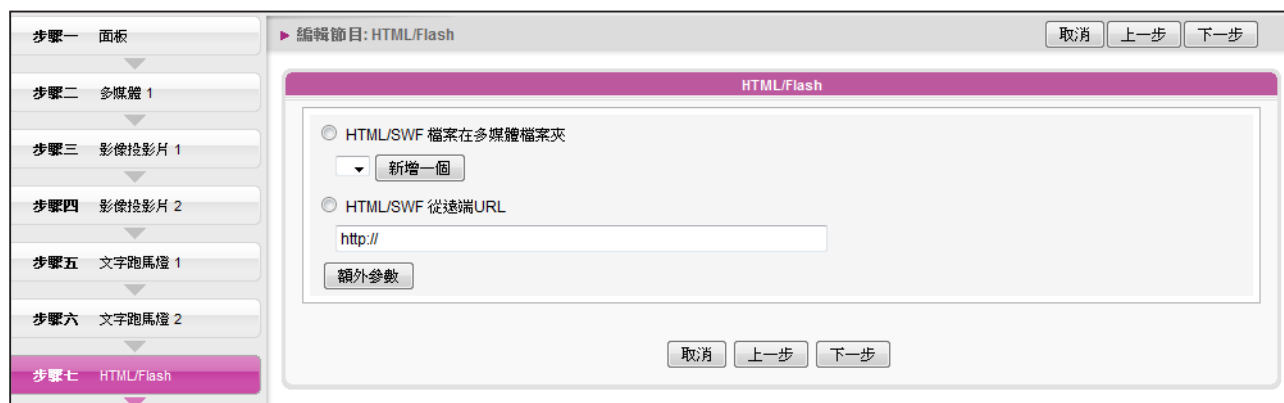 步驟一 面板
步驟二 多媒體 1
步驟三 影像投影片 1
步驟四 影像投影片 2
步驟五 文字跑馬燈 1
步驟六 文字跑馬燈 2
步驟七 HTML/Flash
編輯節目: HTML/Flash
取消 上一步 下一步
HTML/Flash
HTML/SWF 檔案在多媒體檔案夾
新增一個
HTML/SWF 從遠端URL
http://
額外參數
取消 上一步 下一步